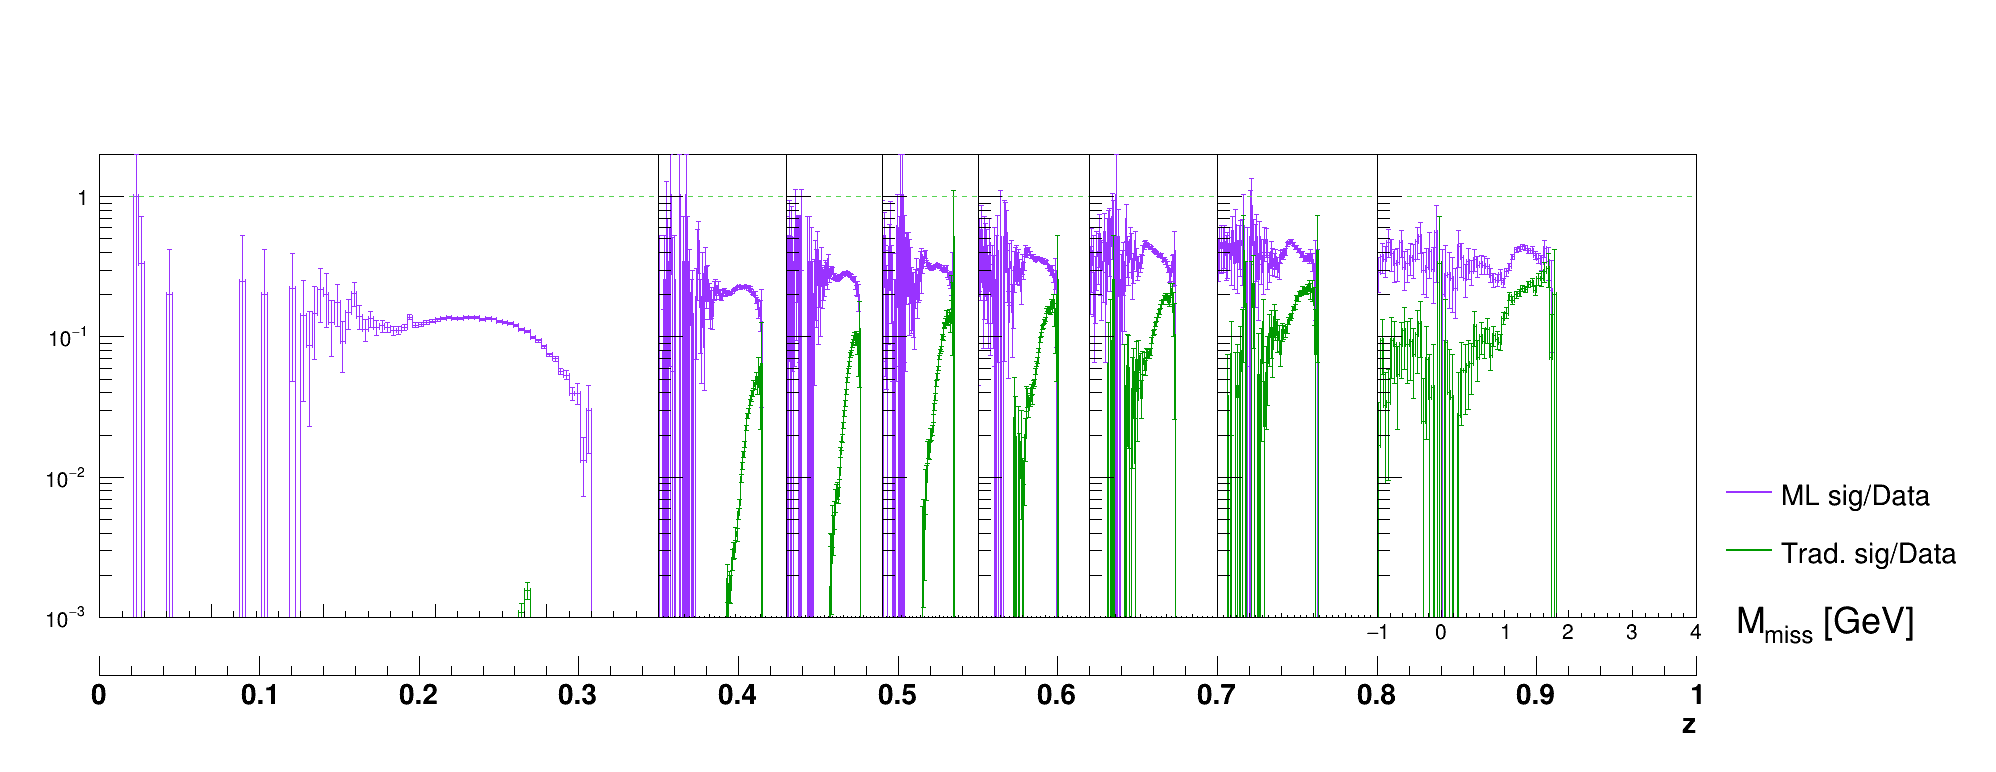 1
10⁻¹
10⁻²
10⁻³
ML sig/Data
Trad. sig/Data
−1 0 1 2 3 4
M_miss [GeV]
0 0.1 0.2 0.3 0.4 0.5 0.6 0.7 0.8 0.9 1
z